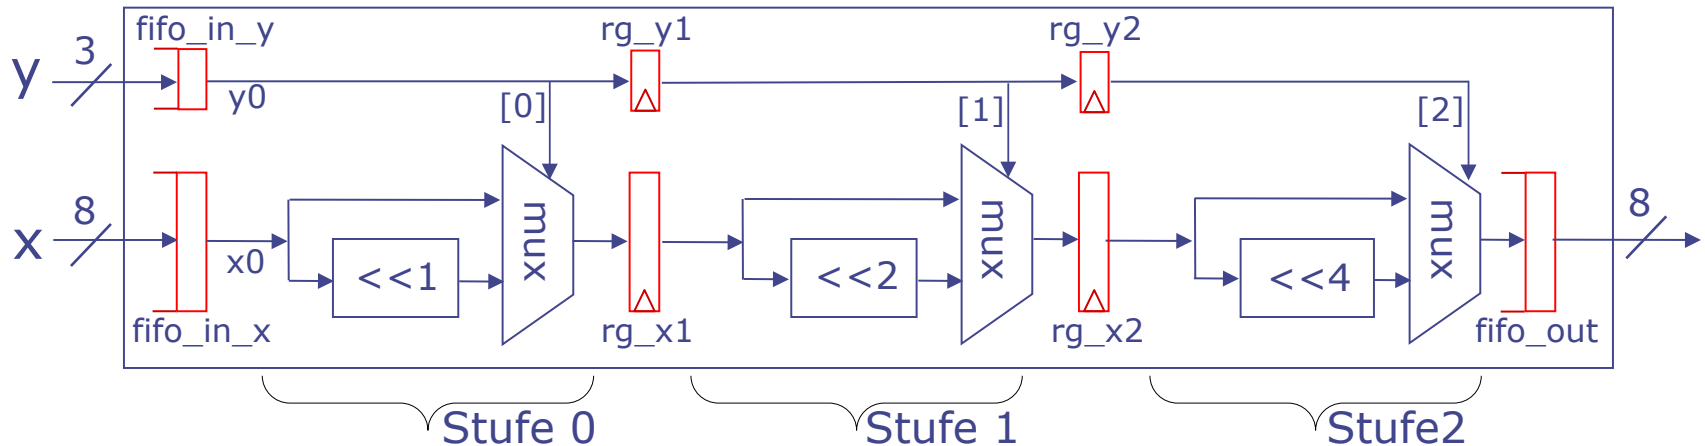 fifo_in_y
rg_y1
rg_y2
y
3
y0
[0]
[1]
[2]
x
8
x0
<<1
mux
<<2
mux
<<4
mux
8
fifo_in_x
rg_x1
rg_x2
fifo_out
Stufe 0
Stufe 1
Stufe2